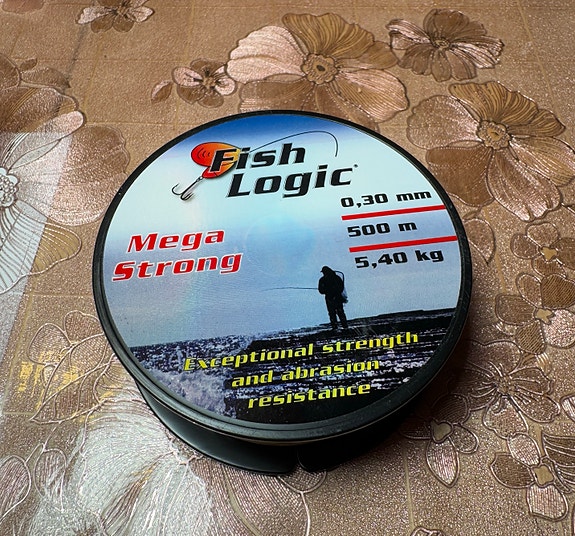 Fish
Logic
0,30 mm
500 m
5,40 kg
Mega
Strong
Exceptional strength
and abrasion
resistance